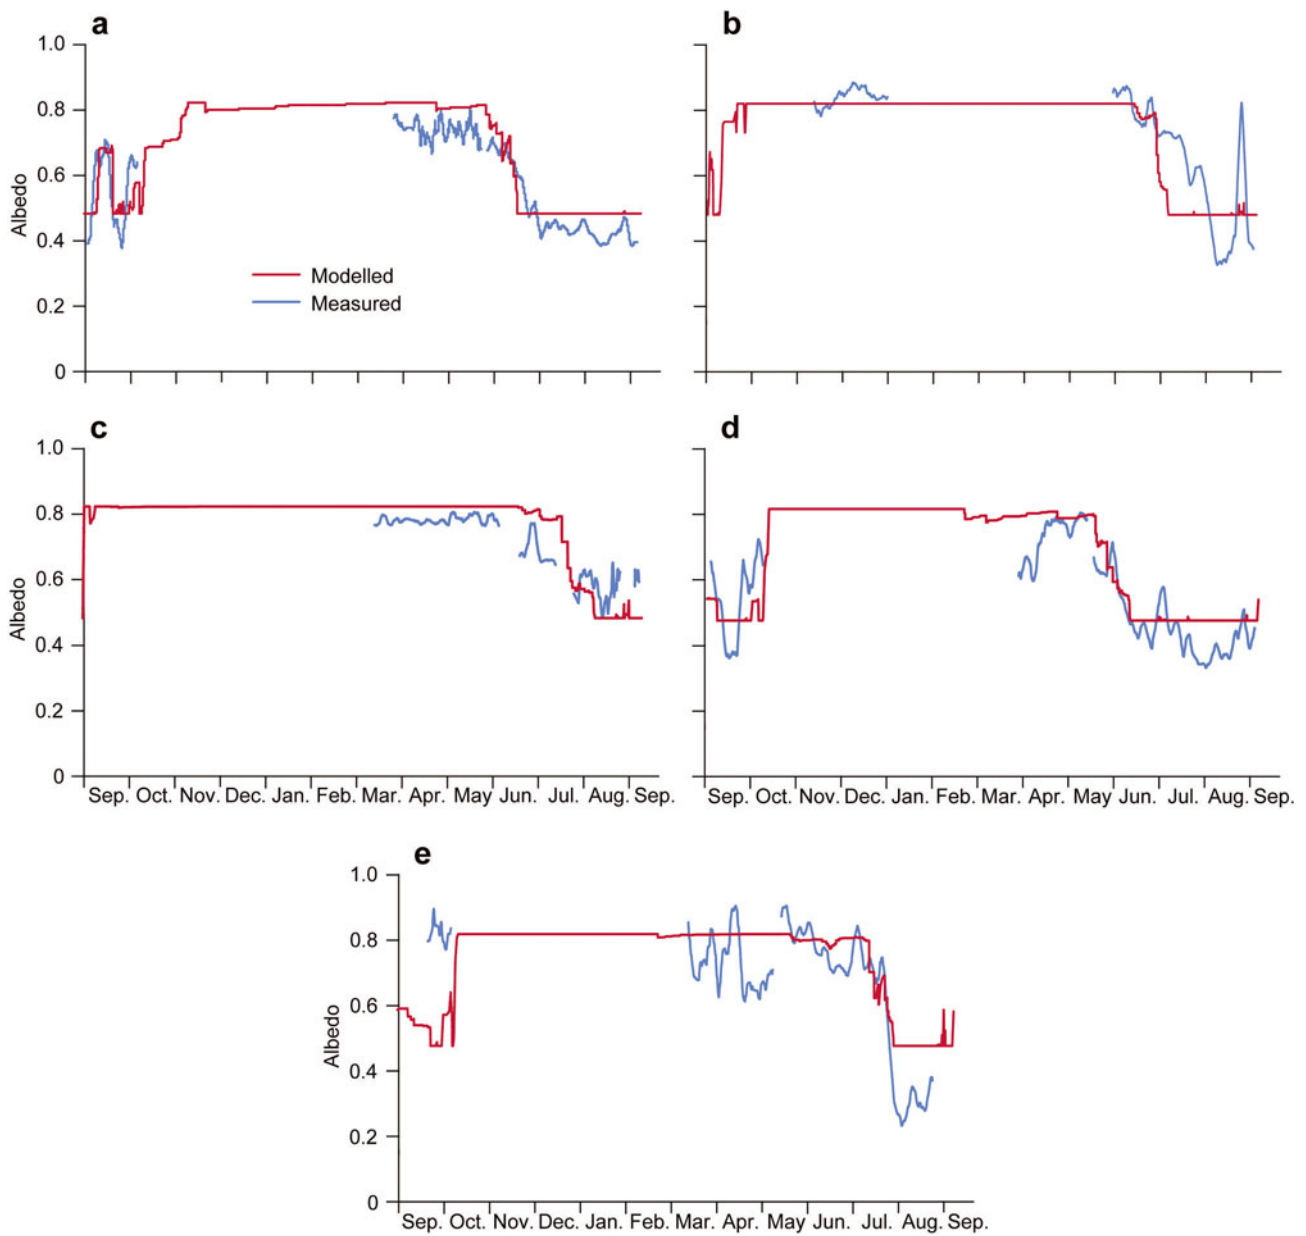 a
b
1.0
0.8
0.6
0.4
0.2
0
Albedo
Modelled
Measured
c
d
1.0
0.8
0.6
0.4
0.2
0
Albedo
Sep. Oct. Nov. Dec. Jan. Feb. Mar. Apr. May Jun. Jul. Aug. Sep.
Sep. Oct. Nov. Dec. Jan. Feb. Mar. Apr. May Jun. Jul. Aug. Sep.
e
1.0
0.8
0.6
0.4
0.2
0
Albedo
Sep. Oct. Nov. Dec. Jan. Feb. Mar. Apr. May Jun. Jul. Aug. Sep.